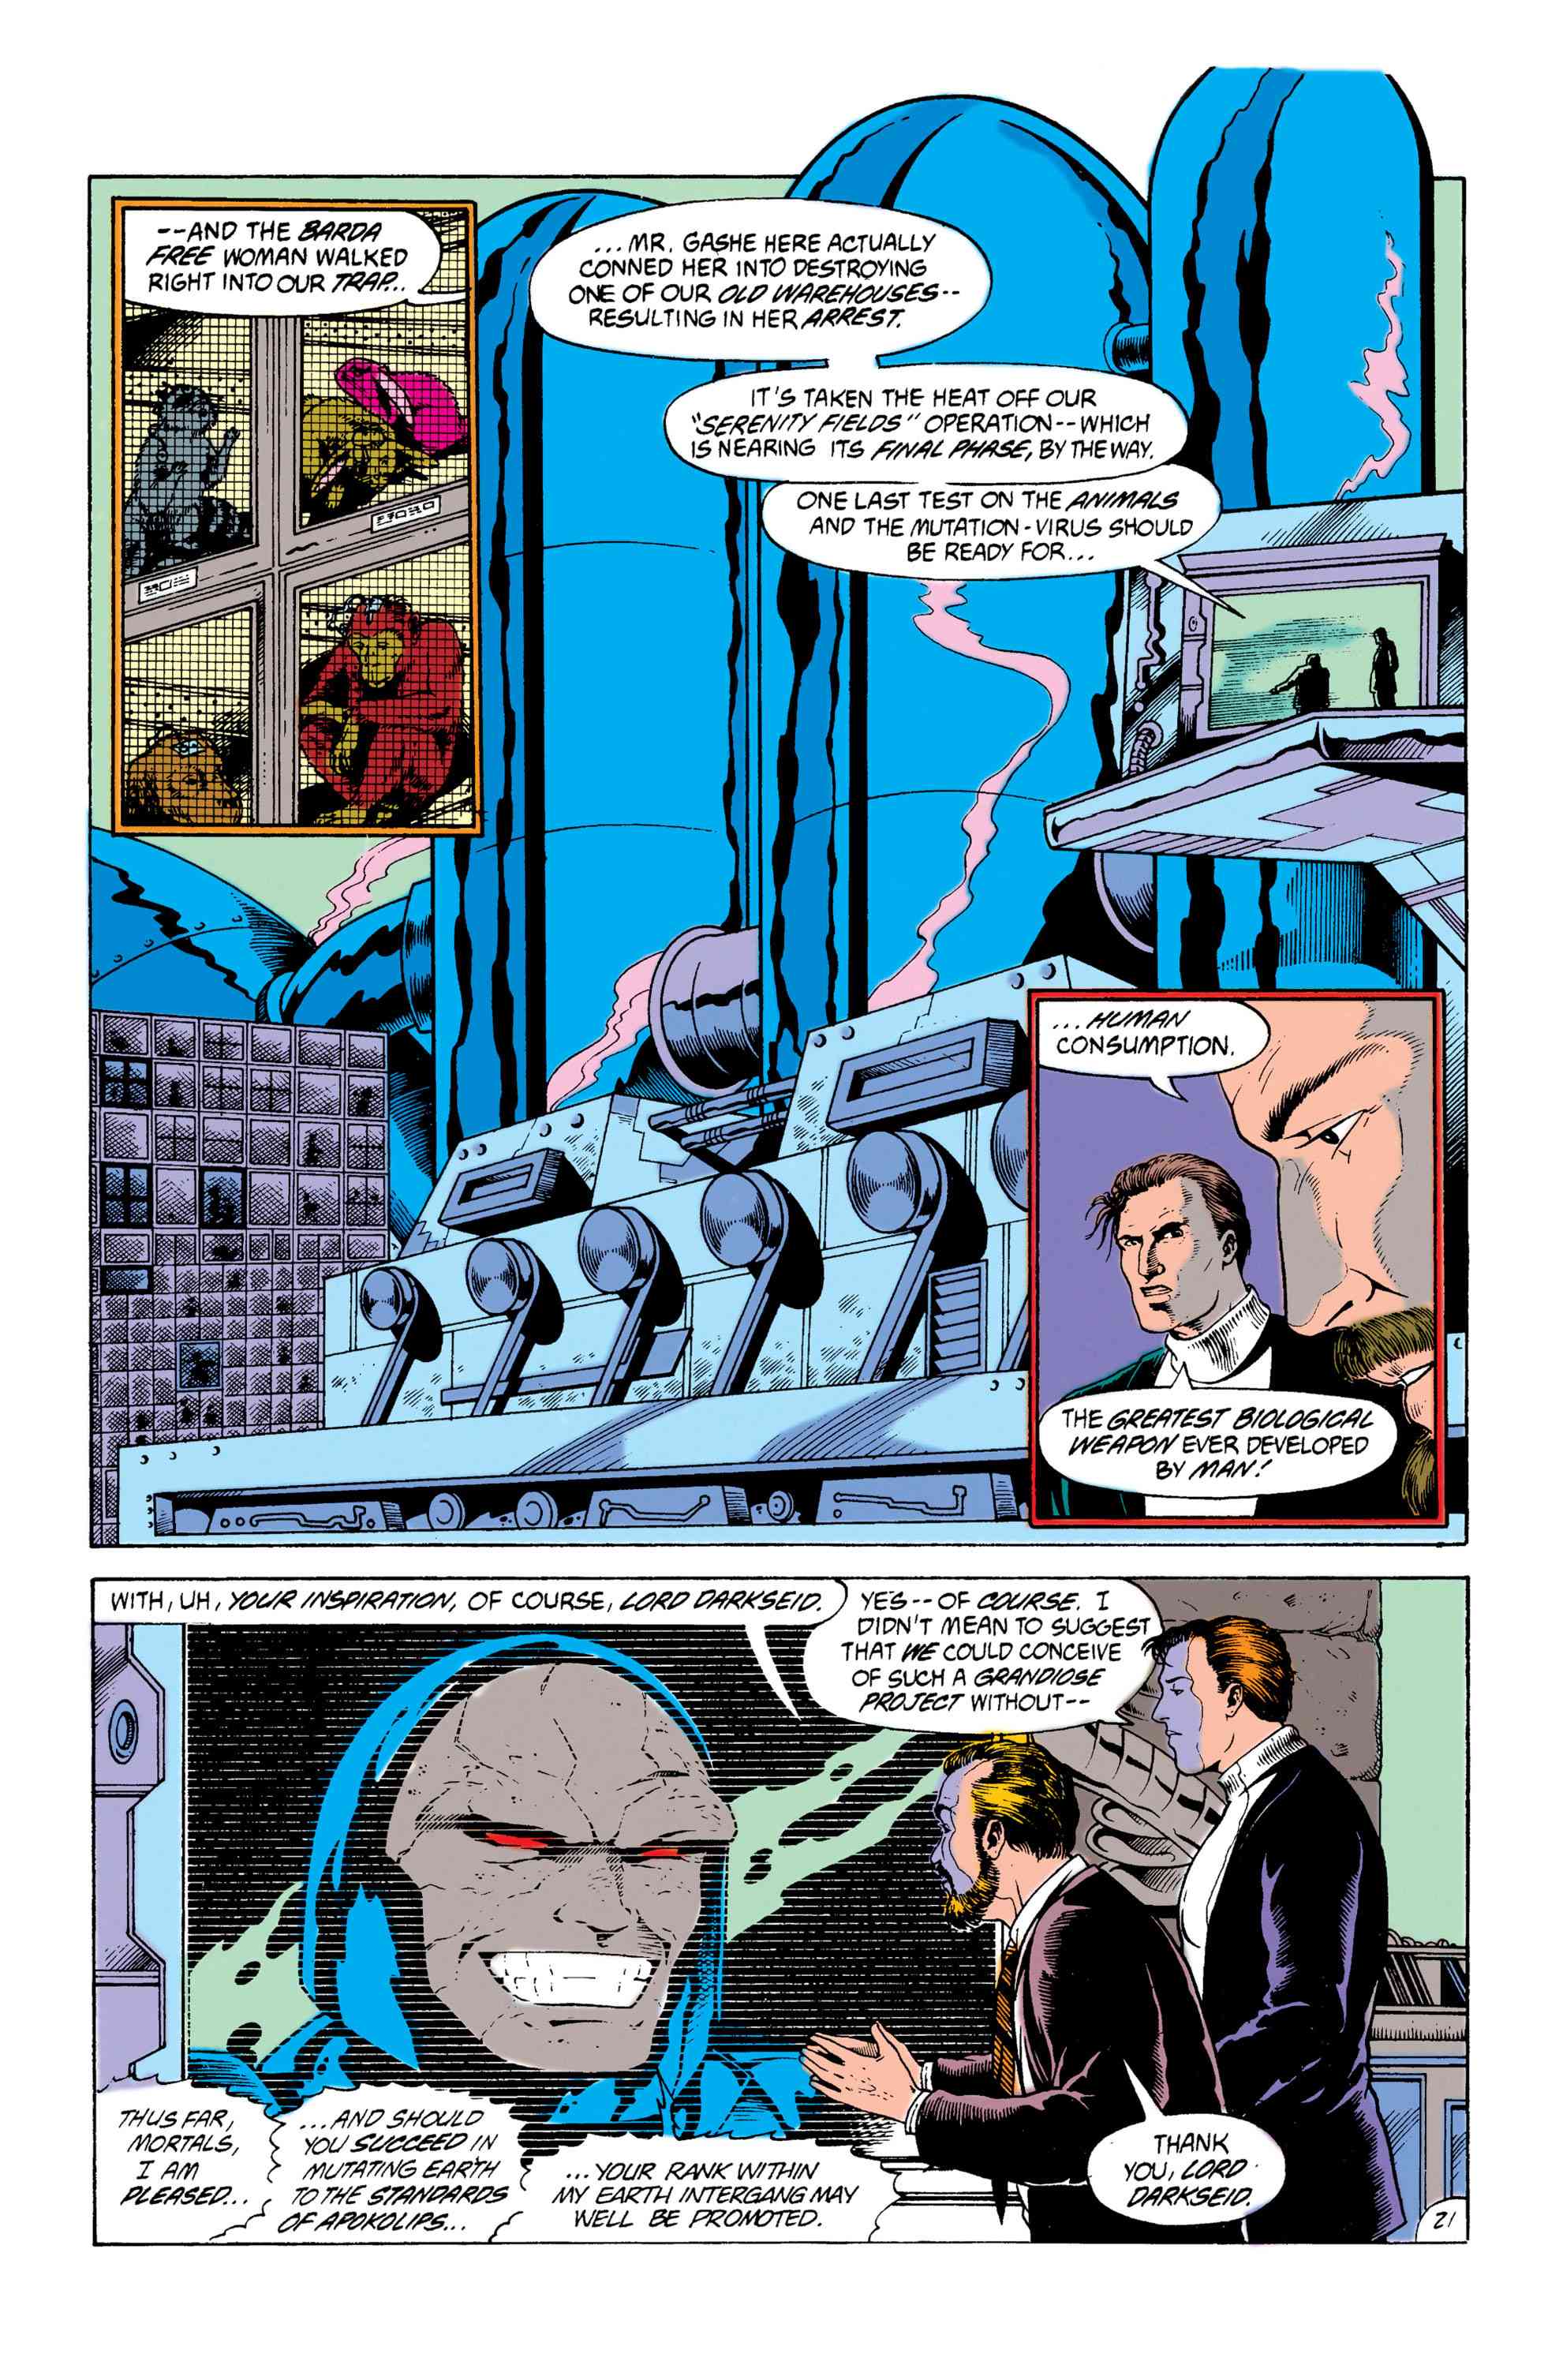 --AND THE BARDA
FREE WOMAN WALKED
RIGHT INTO OUR TRAP...
...MR. GASHE HERE ACTUALLY
CONNED HER INTO DESTROYING
ONE OF OUR OLD WAREHOUSES--
RESULTING IN HER ARREST.
IT'S TAKEN THE HEAT OFF OUR
"SERENITY FIELDS" OPERATION--WHICH
IS NEARING ITS FINAL PHASE, BY THE WAY.
ONE LAST TEST ON THE ANIMALS
AND THE MUTATION-VIRUS SHOULD
BE READY FOR...
...HUMAN
CONSUMPTION.
THE GREATEST BIOLOGICAL
WEAPON EVER DEVELOPED
BY MAN!
WITH, UH, YOUR INSPIRATION, OF COURSE, LORD DARKSEID.
YES--OF COURSE. I
DIDN'T MEAN TO SUGGEST
THAT WE COULD CONCEIVE
OF SUCH A GRANDIOSE
PROJECT WITHOUT--
THUS FAR,
MORTALS,
I AM
PLEASED...
...AND SHOULD
YOU SUCCEED IN
MUTATING EARTH
TO THE STANDARDS
OF APOKOLIPS...
...YOUR RANK WITHIN
MY EARTH INTERGANG MAY
WELL BE PROMOTED.
THANK
YOU, LORD
DARKSEID.
21